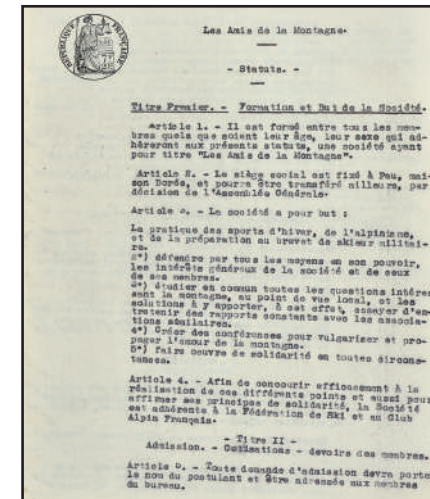 RÉPUBLIQUE FRANÇAISE
Les Amis de la Montagne.
- Statuts. -
Titre Premier. - Formation et But de la Société.
Article 1. - Il est formé entre tous les mem-
bres quels que soient leur âge, leur sexe qui ad-
hèreront aux présents statuts, une société ayant
pour titre "Les Amis de la Montagne".
Article 2. - Le siège social est fixé à Pau, mai-
son Dorée, et pourra être transféré ailleurs, par
décision de l'Assemblée Générale.
Article 3. - La société a pour but :
La pratique des sports d'hiver, de l'alpinisme,
et de la préparation au brevet de skieur militai-
re.
2°) défendre par tous les moyens en son pouvoir,
les intérêts généraux de la société et de ceux
de ses membres.
3°) étudier en commun toutes les questions intéres
sant la montagne, au point de vue local, et les
solutions à y apporter, à cet effet, essayer d'en-
tretenir des rapports constants avec les associa-
tions similaires.
4°) Créer des conférences pour vulgariser et pro-
pager l'amour de la montagne.
5°) faire oeuvre de solidarité en toutes circons-
tances.
Article 4. - Afin de concourir efficacement à la
réalisation de ces différents points et aussi pour
affirmer ses principes de solidarité, la Société
est adhérente à la Fédération de Ski et au Club
Alpin Français.
- Titre II -
Admission. - Cotisations - devoirs des membres.
Article 5. - Toute demande d'admission devra porte
le nom du postulant et être adressée aux membres
du bureau.